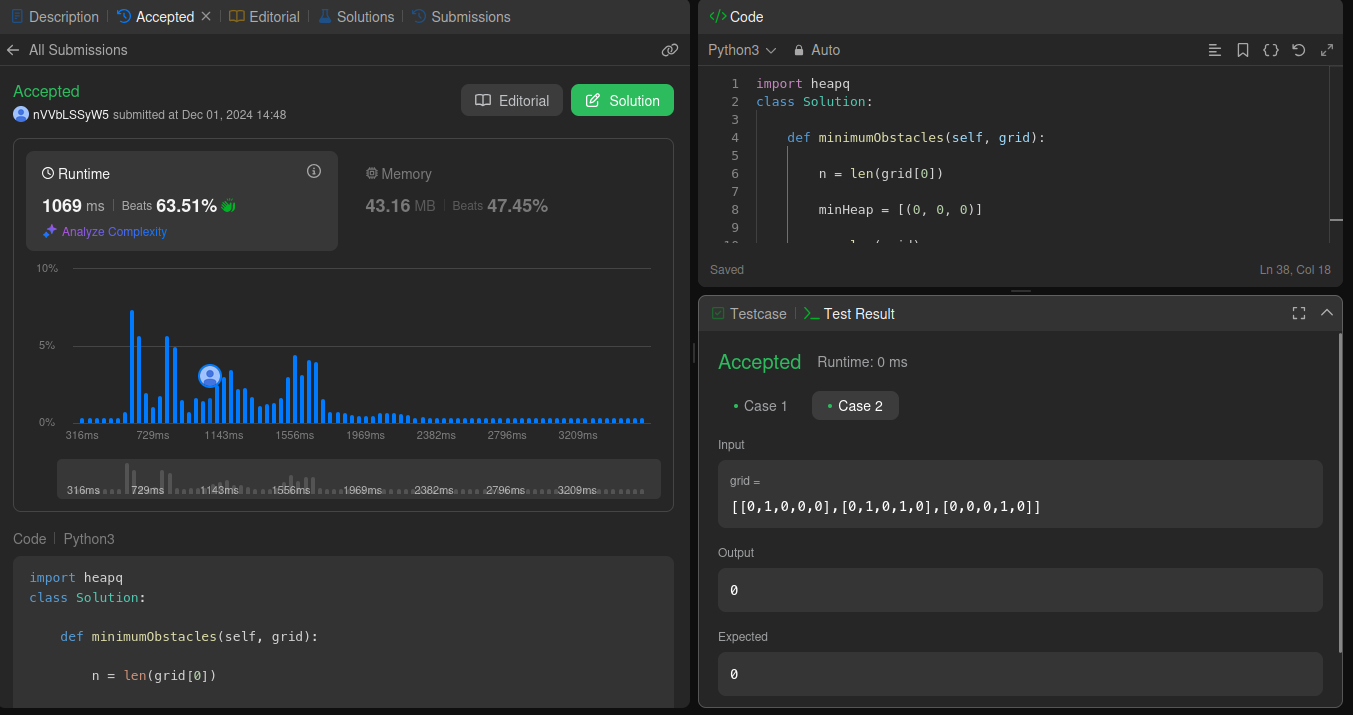 Description
Accepted
Editorial
Solutions
Submissions
All Submissions
Accepted
nVVbLSSyW5 submitted at Dec 01, 2024 14:48
Editorial
Solution
Runtime
1069 ms
Beats 63.51%
Analyze Complexity
Memory
43.16 MB
Beats 47.45%
10%
5%
0%
316ms 729ms 1143ms 1556ms 1969ms 2382ms 2796ms 3209ms
316ms 729ms 1143ms 1556ms 1969ms 2382ms 2796ms 3209ms
Code
Python3
import heapq
class Solution:
def minimumObstacles(self, grid):
n = len(grid[0])
</> Code
Python3
Auto
1 import heapq
2 class Solution:
3
4 def minimumObstacles(self, grid):
5
6 n = len(grid[0])
7
8 minHeap = [(0, 0, 0)]
9
Saved
Ln 38, Col 18
Testcase
Test Result
Accepted
Runtime: 0 ms
Case 1
Case 2
Input
grid =
[[0,1,0,0,0],[0,1,0,1,0],[0,0,0,1,0]]
Output
0
Expected
0